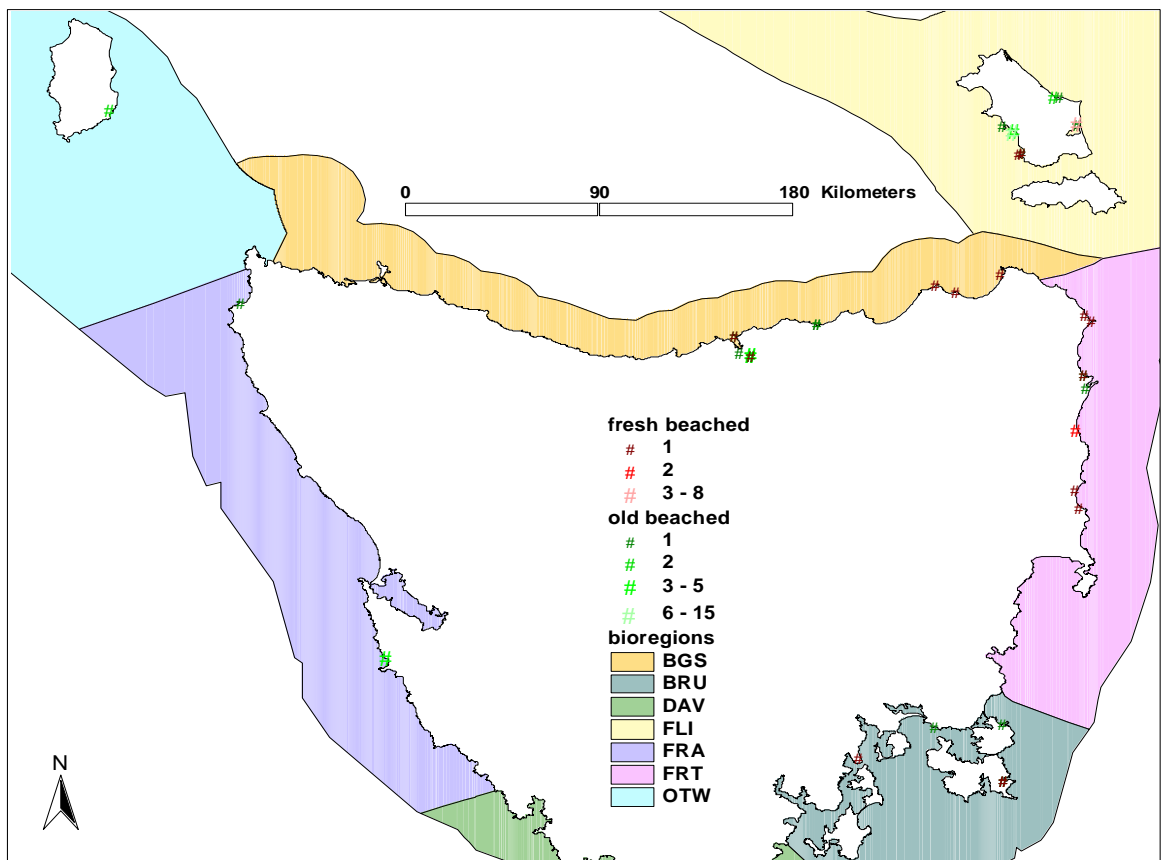 0 90 180 Kilometers
fresh beached
# 1
# 2
# 3 - 8
old beached
# 1
# 2
# 3 - 5
# 6 - 15
bioregions
BGS
BRU
DAV
FLI
FRA
FRT
OTW
N